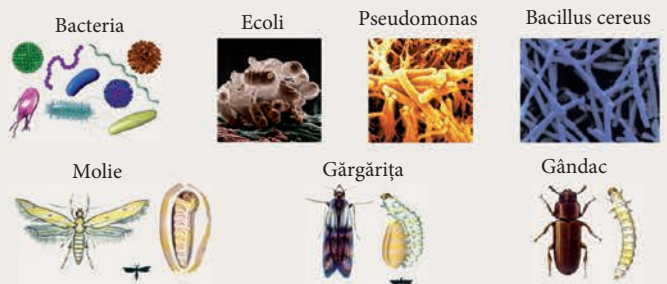 Bacteria
Ecoli
Pseudomonas
Bacillus cereus
Molie
Gărgărița
Gândac